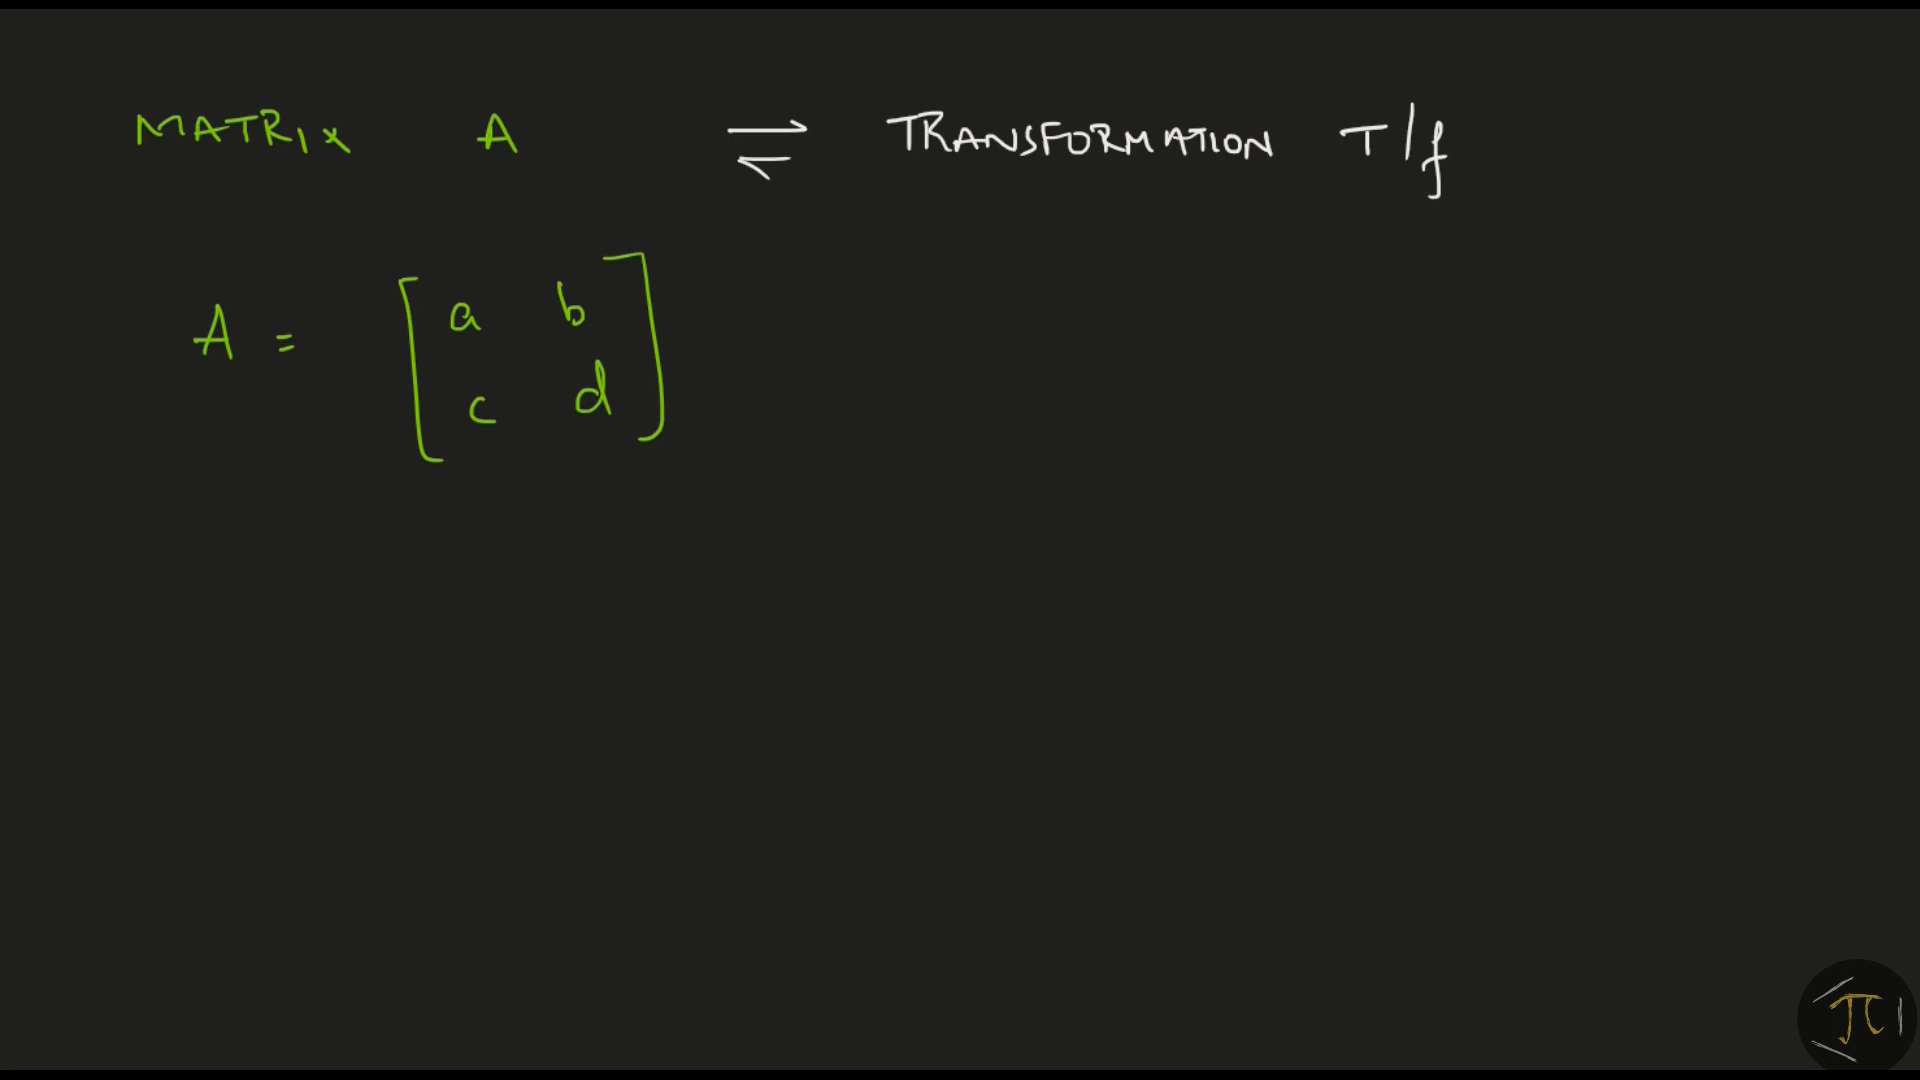 MATRIX A ⇌ TRANSFORMATION T/f
A = [a b
c d]
π